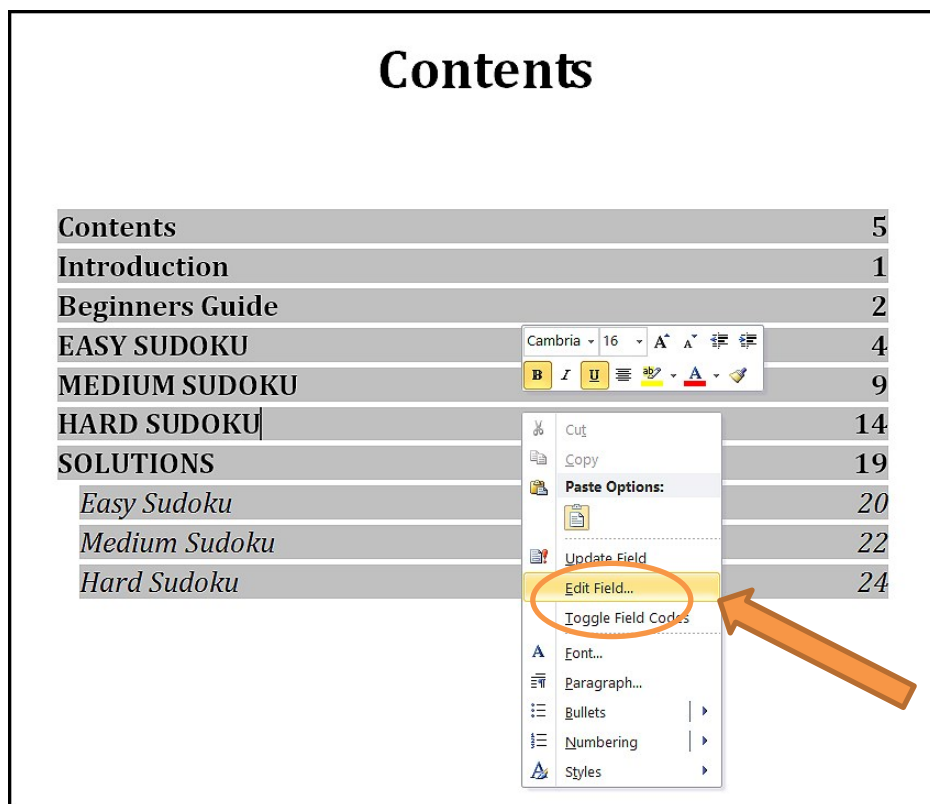 Contents
Contents 5
Introduction 1
Beginners Guide 2
EASY SUDOKU 4
MEDIUM SUDOKU 9
HARD SUDOKU 14
SOLUTIONS 19
Easy Sudoku 20
Medium Sudoku 22
Hard Sudoku 24
Cambria 16 A A
B I U ab A
Cut
Copy
Paste Options:
Update Field
Edit Field...
Toggle Field Codes
A Font...
Paragraph...
Bullets
Numbering
Styles